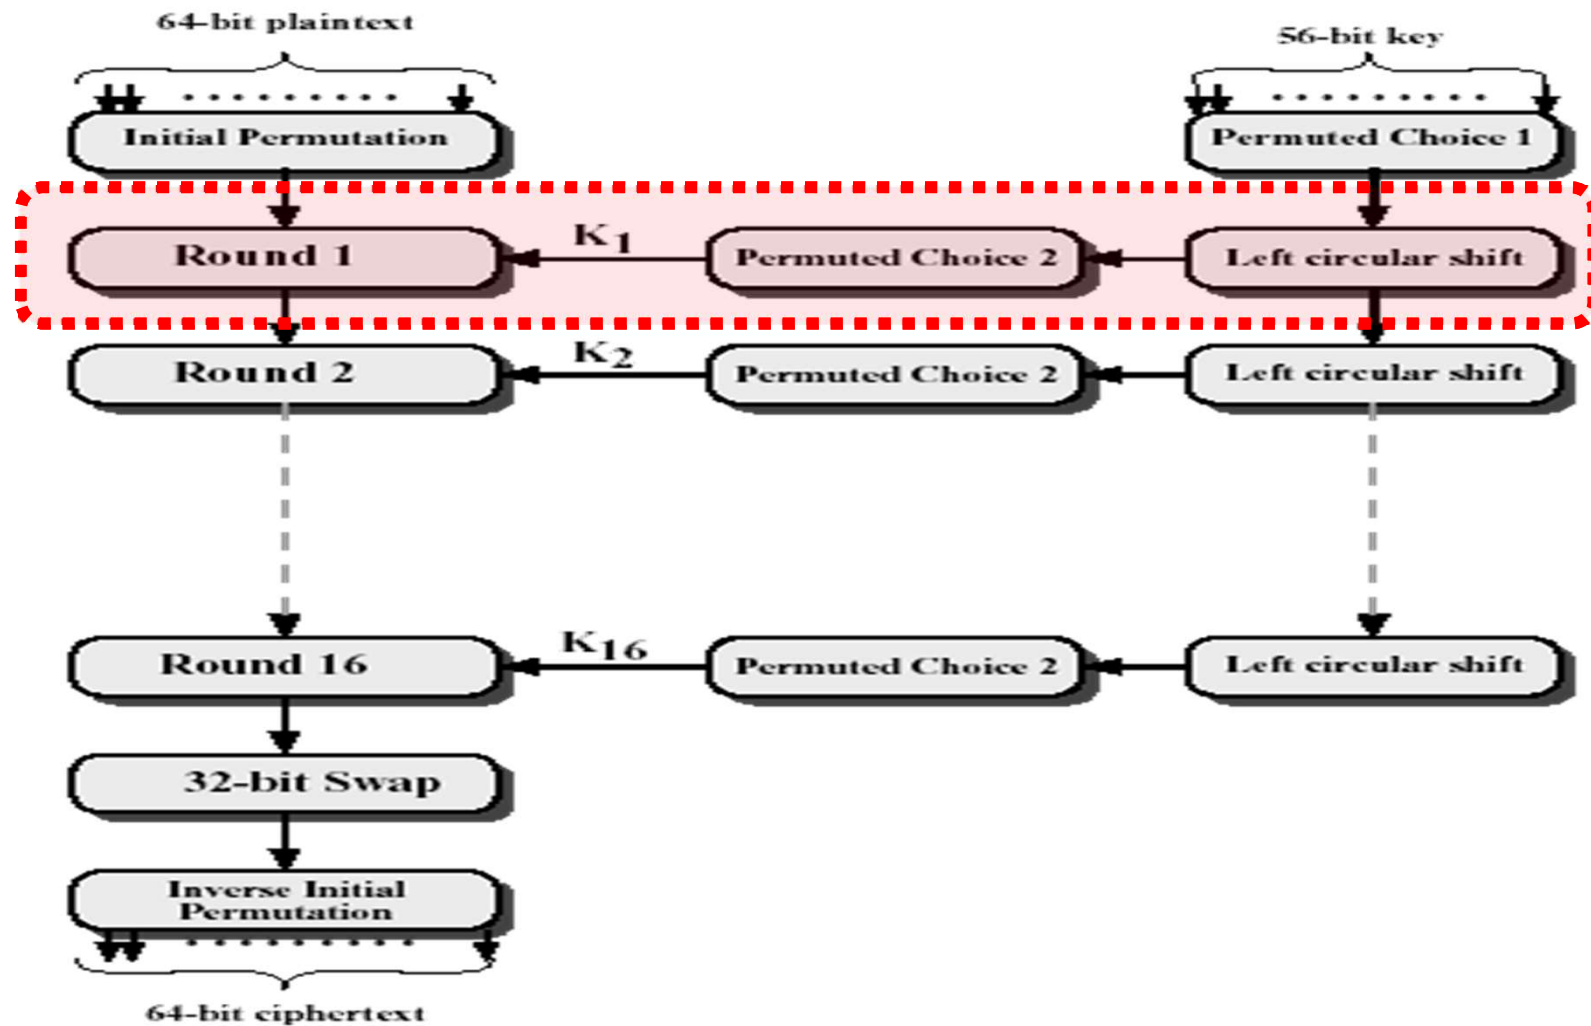 64-bit plaintext
56-bit key
Initial Permutation
Permuted Choice 1
Round 1
K1
Permuted Choice 2
Left circular shift
Round 2
K2
Permuted Choice 2
Left circular shift
Round 16
K16
Permuted Choice 2
Left circular shift
32-bit Swap
Inverse Initial
Permutation
64-bit ciphertext